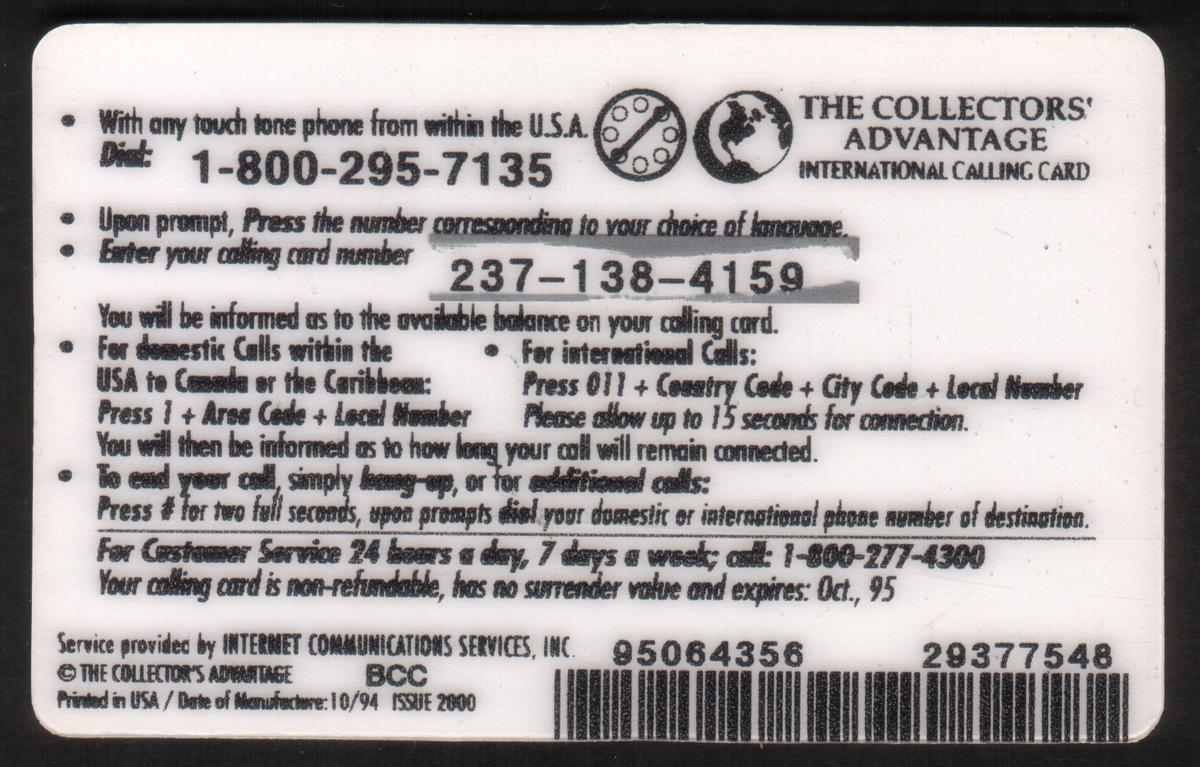 • With any touch tone phone from within the U.S.A.
Dial: 1-800-295-7135
THE COLLECTORS'
ADVANTAGE
INTERNATIONAL CALLING CARD
• Upon prompt, Press the number corresponding to your choice of language.
• Enter your calling card number 237-138-4159
You will be informed as to the available balance on your calling card.
• For domestic Calls within the
USA to Canada or the Caribbean:
Press 1 + Area Code + Local Number
• For international Calls:
Press 011 + Country Code + City Code + Local Number
Please allow up to 15 seconds for connection.
You will then be informed as to how long your call will remain connected.
• To end your call, simply hang-up, or for additional calls:
Press # for two full seconds, upon prompts dial your domestic or international phone number of destination.
For Customer Service 24 hours a day, 7 days a week; call: 1-800-277-4300
Your calling card is non-refundable, has no surrender value and expires: Oct., 95
Service provided by INTERNET COMMUNICATIONS SERVICES, INC.
© THE COLLECTOR'S ADVANTAGE BCC
Printed in USA / Date of Manufacture: 10/94 ISSUE 2000
95064356 29377548